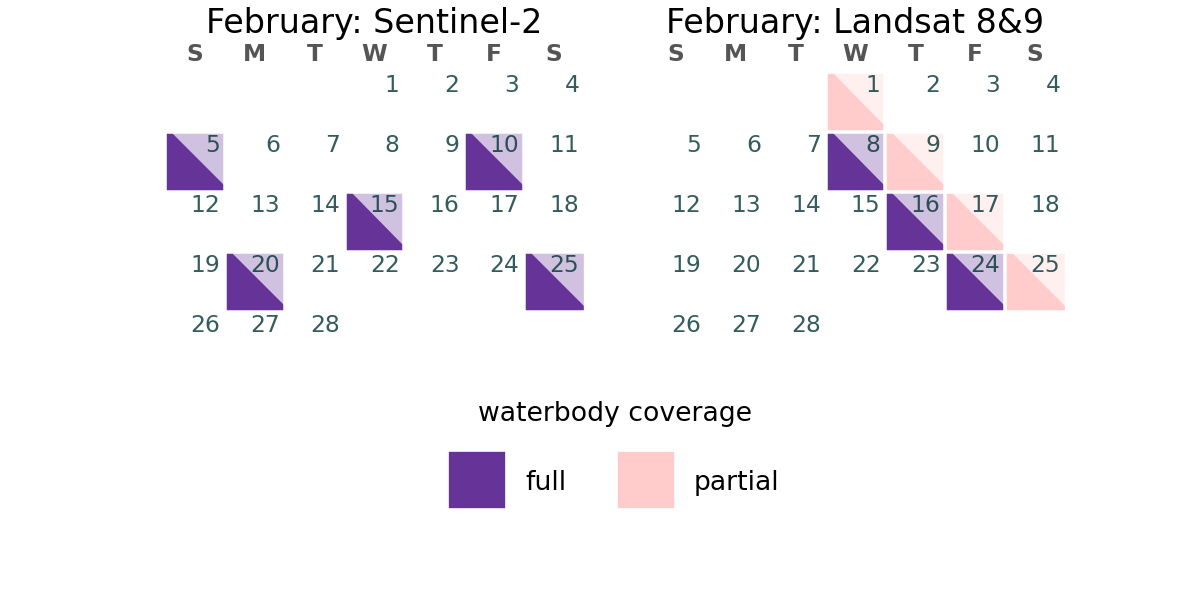 February: Sentinel-2
S M T W T F S
1 2 3 4
5 6 7 8 9 10 11
12 13 14 15 16 17 18
19 20 21 22 23 24 25
26 27 28
February: Landsat 8&9
S M T W T F S
1 2 3 4
5 6 7 8 9 10 11
12 13 14 15 16 17 18
19 20 21 22 23 24 25
26 27 28
waterbody coverage
full partial